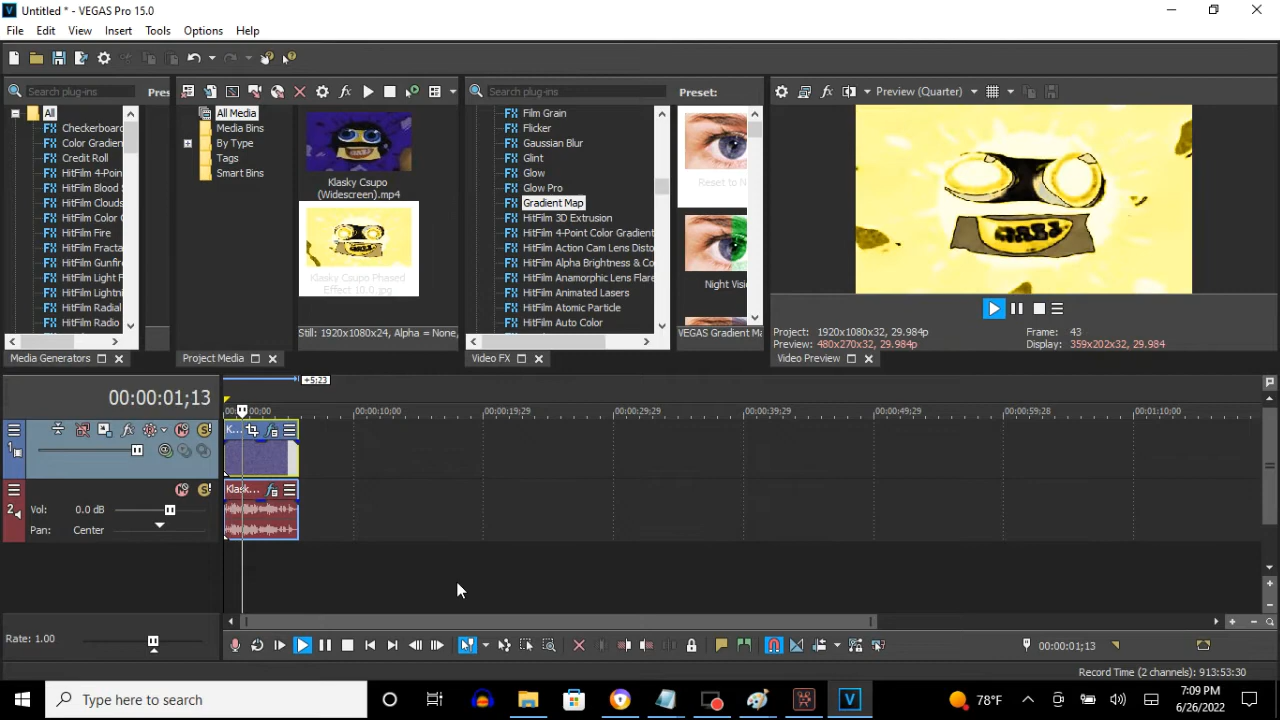 Untitled * - VEGAS Pro 15.0
File Edit View Insert Tools Options Help
Search plug-ins
Pres
All
Checkerboard
Color Gradien
Credit Roll
HitFilm 4-Poin
HitFilm Blood
HitFilm Clouds
HitFilm Color
HitFilm Fire
HitFilm Fracta
HitFilm Gunfir
HitFilm Light F
HitFilm Lightni
HitFilm Radial
HitFilm Radio
Media Generators
All Media
Media Bins
By Type
Tags
Smart Bins
Klasky Csupo
(Widescreen).mp4
Klasky Csupo Phased
Effect 10.0.jpg
Still: 1920x1080x24, Alpha = None,
Project Media
Search plug-ins
Preset:
Film Grain
Flicker
Gaussian Blur
Glint
Glow
Glow Pro
Gradient Map
HitFilm 3D Extrusion
HitFilm 4-Point Color Gradient
HitFilm Action Cam Lens Disto
HitFilm Alpha Brightness & Co
HitFilm Anamorphic Lens Flare
HitFilm Animated Lasers
HitFilm Atomic Particle
HitFilm Auto Color
Reset to N
Night Visi
VEGAS Gradient Ma
Video FX
Preview (Quarter)
Project: 1920x1080x32, 29.984p
Frame: 43
Preview: 480x270x32, 29.984p
Display: 359x202x32, 29.984
Video Preview
00:00:01;13
+5;23
00:00:10;00
00:00:19;29
00:00:29;29
00:00:39;29
00:00:49;29
00:00:59;28
00:01:10;00
1
K...
2
Vol: 0.0 dB
Pan: Center
Klask...
Rate: 1.00
00:00:01;13
Record Time (2 channels): 913:53:30
Type here to search
78°F
7:09 PM
6/26/2022